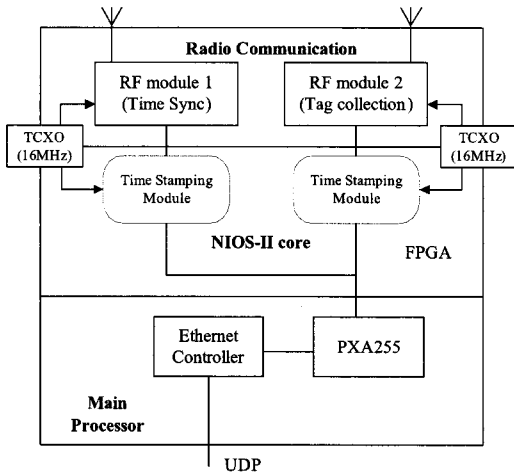 Radio Communication
RF module 1
(Time Sync)
RF module 2
(Tag collection)
TCXO
(16MHz)
TCXO
(16MHz)
Time Stamping
Module
Time Stamping
Module
NIOS-II core
FPGA
Ethernet
Controller
PXA255
Main
Processor
UDP